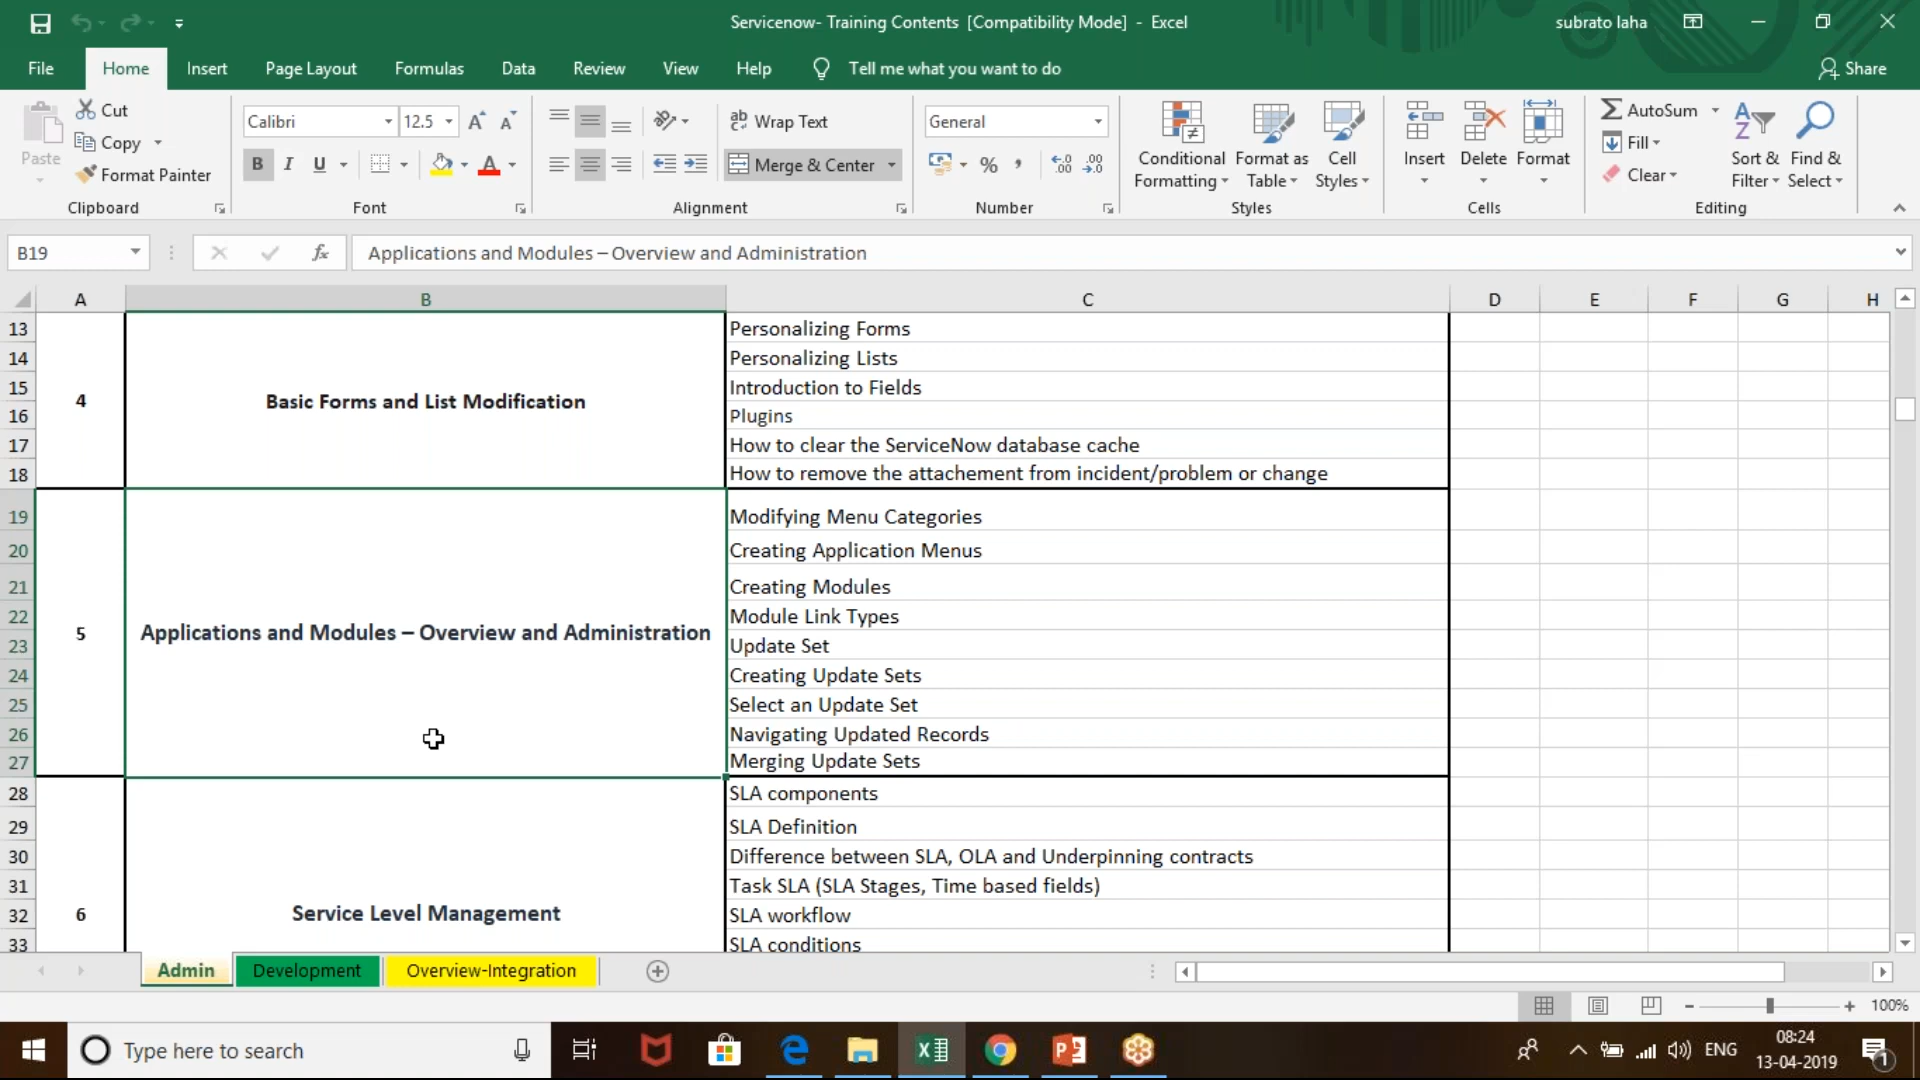 Servicenow- Training Contents [Compatibility Mode] - Excel
subrato laha
File Home Insert Page Layout Formulas Data Review View Help Tell me what you want to do Share
Paste
Cut
Copy
Format Painter
Clipboard
Calibri 12.5
B I U
Font
Wrap Text
Merge & Center
Alignment
General
%
Number
Conditional Formatting
Format as Table
Cell Styles
Styles
Insert
Delete
Format
Cells
AutoSum
Fill
Clear
Sort & Filter
Find & Select
Editing
B19 fx Applications and Modules – Overview and Administration
A B C D E F G H
13 Personalizing Forms
14 Personalizing Lists
15 Introduction to Fields
4 Basic Forms and List Modification
16 Plugins
17 How to clear the ServiceNow database cache
18 How to remove the attachement from incident/problem or change
19 Modifying Menu Categories
20 Creating Application Menus
21 Creating Modules
22 Module Link Types
5 Applications and Modules – Overview and Administration
23 Update Set
24 Creating Update Sets
25 Select an Update Set
26 Navigating Updated Records
27 Merging Update Sets
28 SLA components
29 SLA Definition
30 Difference between SLA, OLA and Underpinning contracts
31 Task SLA (SLA Stages, Time based fields)
6 Service Level Management
32 SLA workflow
33 SLA conditions
Admin Development Overview-Integration
100%
Type here to search
ENG
08:24
13-04-2019
1